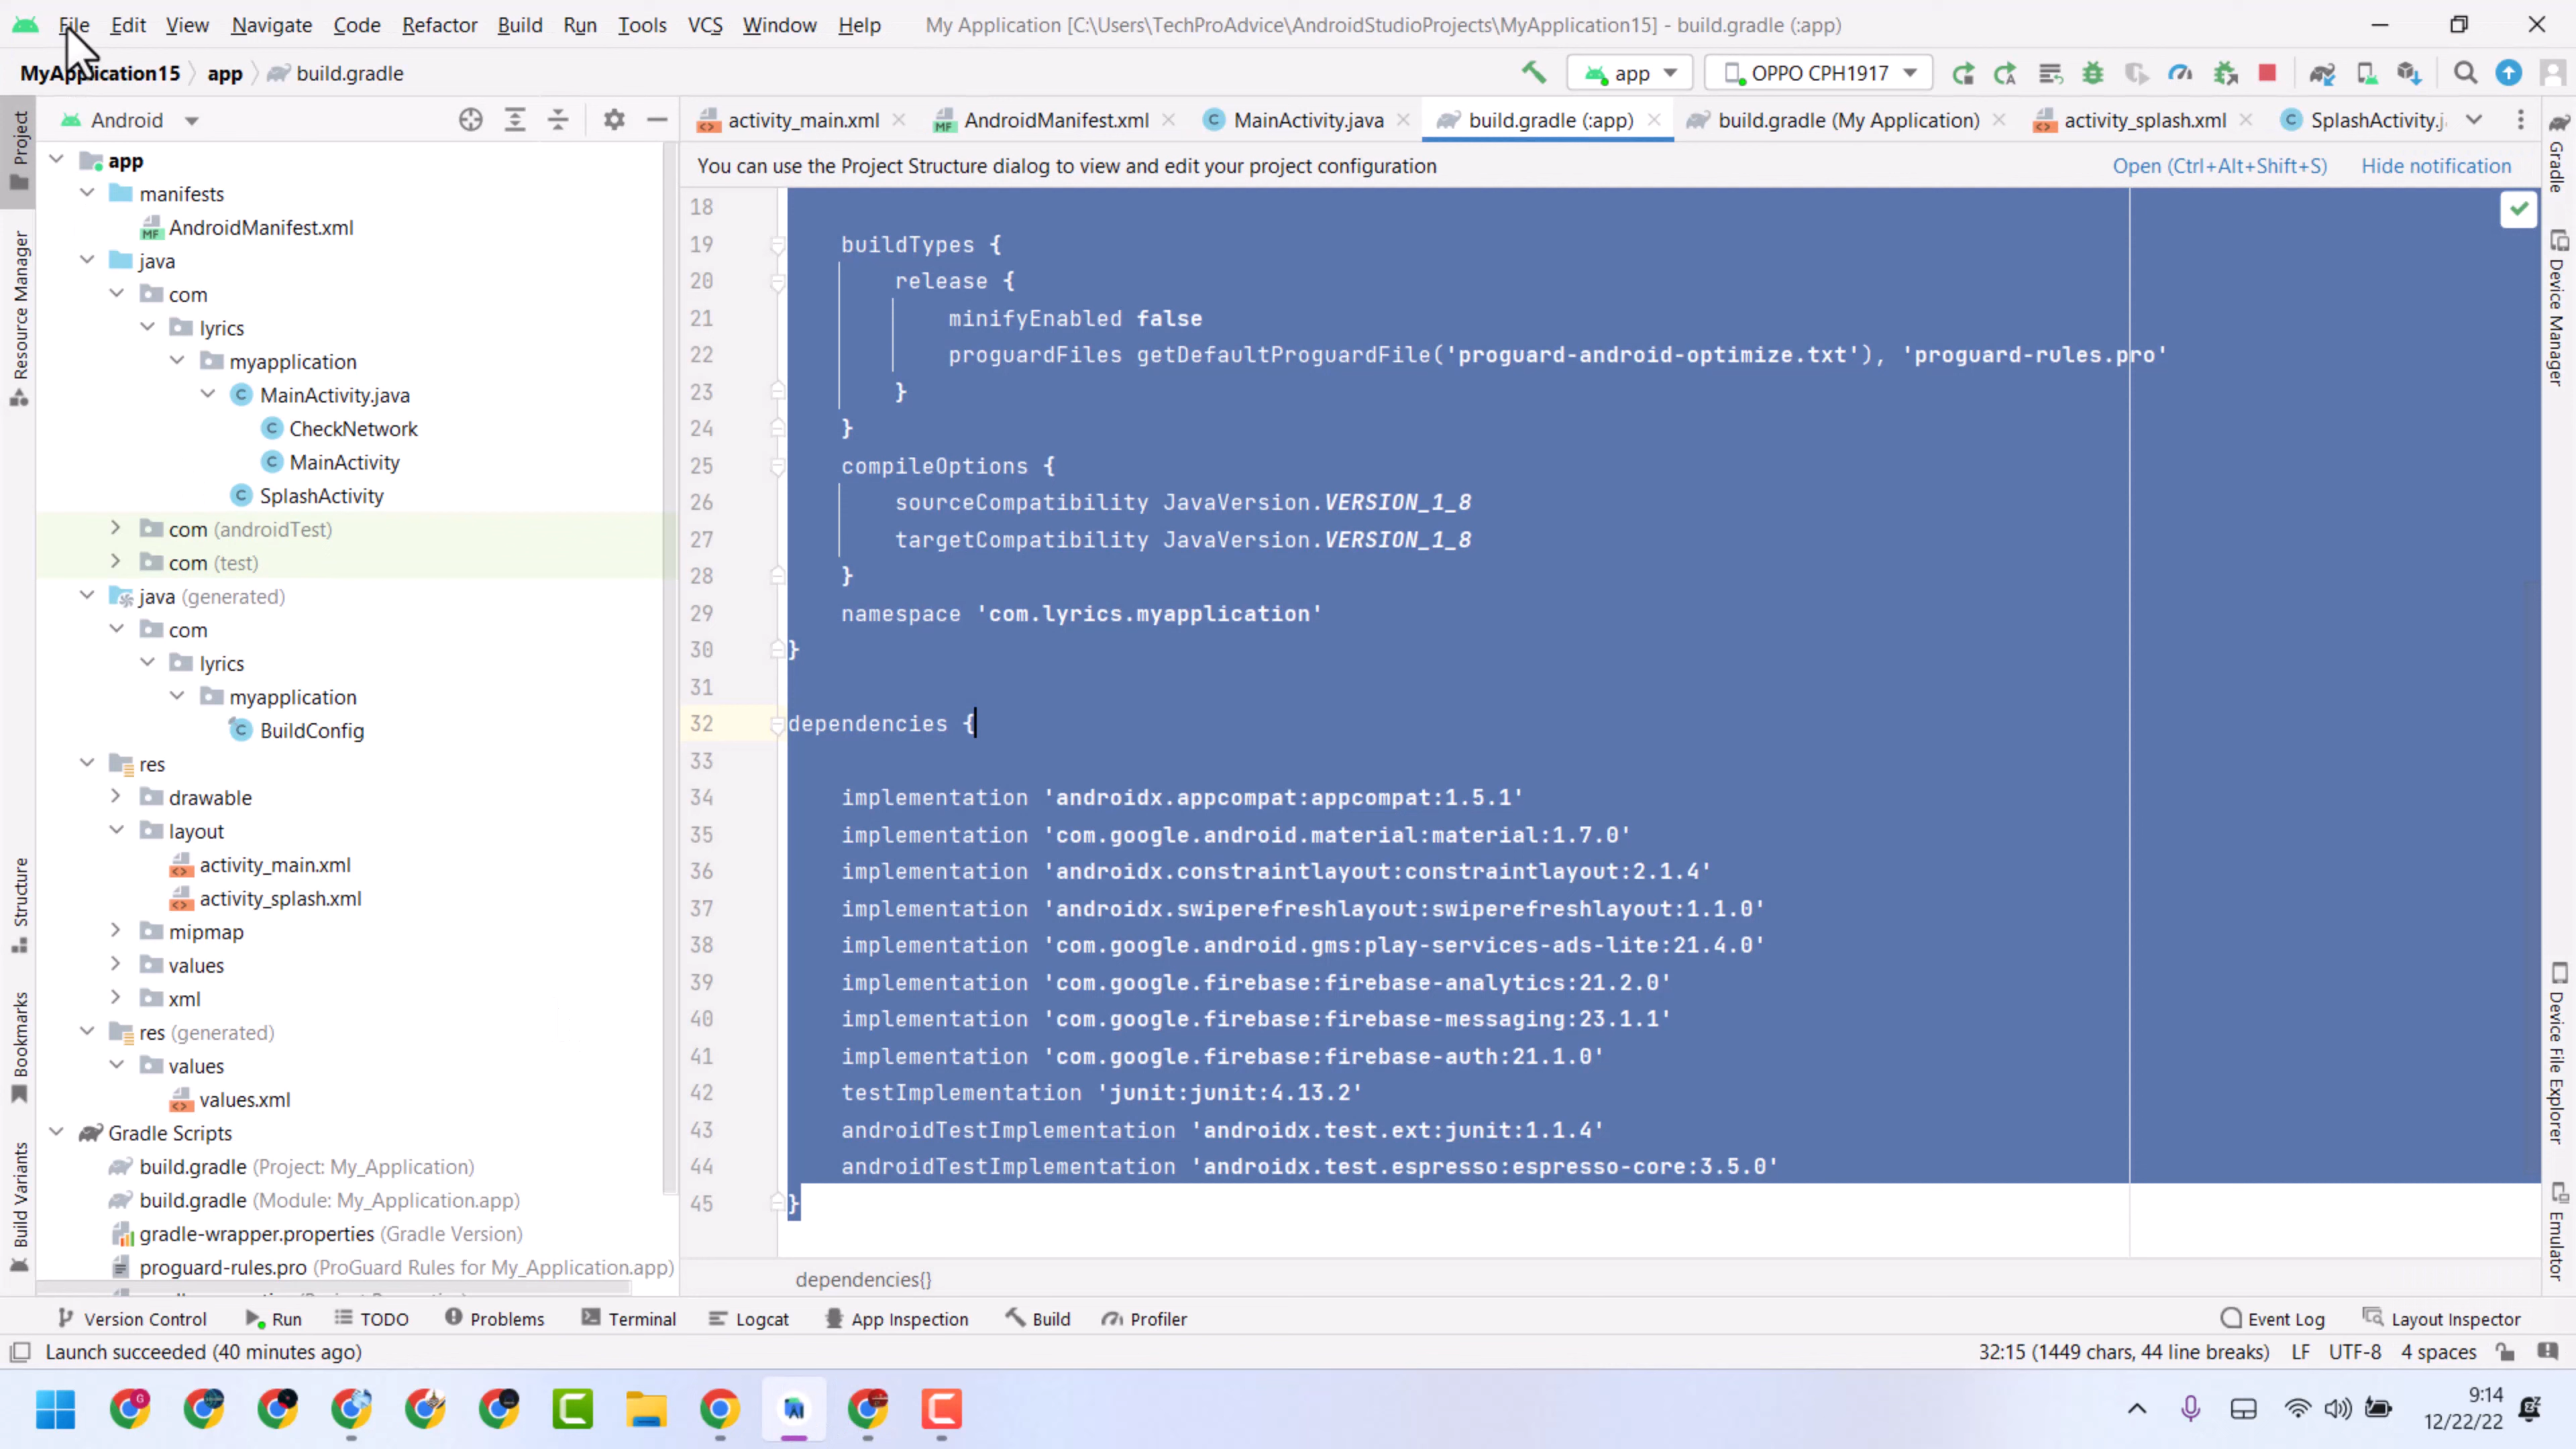 File Edit View Navigate Code Refactor Build Run Tools VCS Window Help My Application [C:\Users\TechProAdvice\AndroidStudioProjects\MyApplication15] - build.gradle (:app)
MyApplication15 app build.gradle app OPPO CPH1917
Android
activity_main.xml AndroidManifest.xml MainActivity.java build.gradle (:app) build.gradle (My Application) activity_splash.xml SplashActivity.j
You can use the Project Structure dialog to view and edit your project configuration Open (Ctrl+Alt+Shift+S) Hide notification
Project
Resource Manager
Structure
Bookmarks
Build Variants
app
manifests
AndroidManifest.xml
java
com
lyrics
myapplication
MainActivity.java
CheckNetwork
MainActivity
SplashActivity
com (androidTest)
com (test)
java (generated)
com
lyrics
myapplication
BuildConfig
res
drawable
layout
activity_main.xml
activity_splash.xml
mipmap
values
xml
res (generated)
values
values.xml
Gradle Scripts
build.gradle (Project: My_Application)
build.gradle (Module: My_Application.app)
gradle-wrapper.properties (Gradle Version)
proguard-rules.pro (ProGuard Rules for My_Application.app)
18
19 buildTypes {
20 release {
21 minifyEnabled false
22 proguardFiles getDefaultProguardFile('proguard-android-optimize.txt'), 'proguard-rules.pro'
23 }
24 }
25 compileOptions {
26 sourceCompatibility JavaVersion.VERSION_1_8
27 targetCompatibility JavaVersion.VERSION_1_8
28 }
29 namespace 'com.lyrics.myapplication'
30 }
31
32 dependencies {
33
34 implementation 'androidx.appcompat:appcompat:1.5.1'
35 implementation 'com.google.android.material:material:1.7.0'
36 implementation 'androidx.constraintlayout:constraintlayout:2.1.4'
37 implementation 'androidx.swiperefreshlayout:swiperefreshlayout:1.1.0'
38 implementation 'com.google.android.gms:play-services-ads-lite:21.4.0'
39 implementation 'com.google.firebase:firebase-analytics:21.2.0'
40 implementation 'com.google.firebase:firebase-messaging:23.1.1'
41 implementation 'com.google.firebase:firebase-auth:21.1.0'
42 testImplementation 'junit:junit:4.13.2'
43 androidTestImplementation 'androidx.test.ext:junit:1.1.4'
44 androidTestImplementation 'androidx.test.espresso:espresso-core:3.5.0'
45 }
dependencies{}
Gradle
Device Manager
Device File Explorer
Emulator
Version Control Run TODO Problems Terminal Logcat App Inspection Build Profiler Event Log Layout Inspector
Launch succeeded (40 minutes ago) 32:15 (1449 chars, 44 line breaks) LF UTF-8 4 spaces
9:14
12/22/22